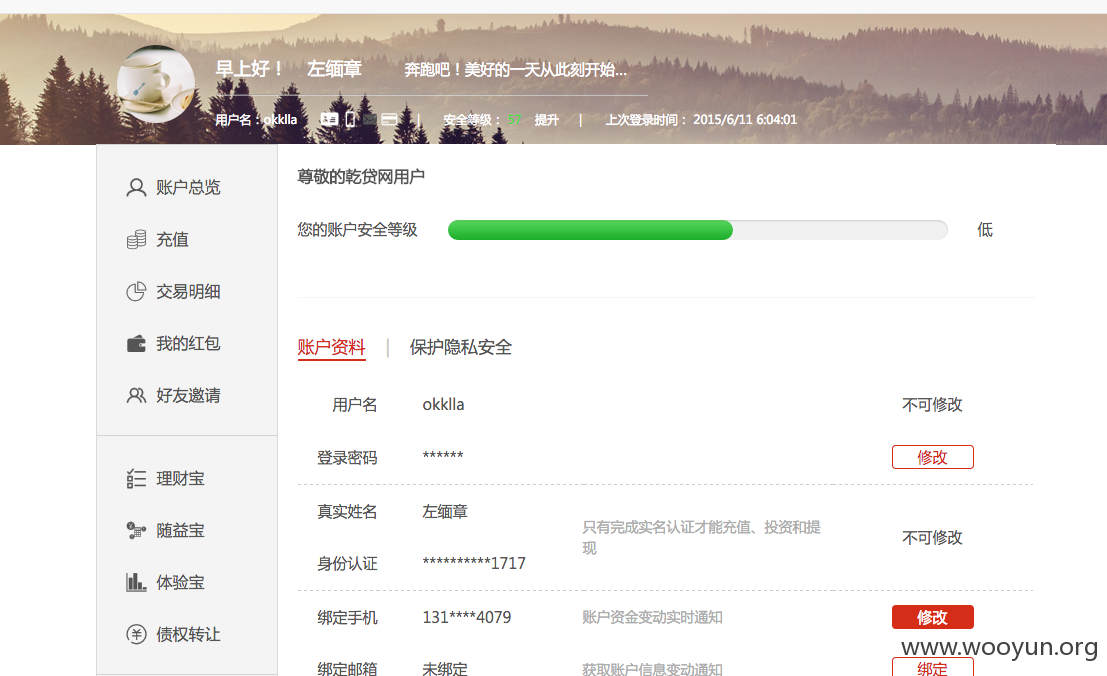 早上好！ 左缅章 奔跑吧！美好的一天从此刻开始...
用户名：okklla | 安全等级： 57 提升 | 上次登录时间： 2015/6/11 6:04:01
账户总览
充值
交易明细
我的红包
好友邀请
理财宝
随益宝
体验宝
债权转让
尊敬的乾贷网用户
您的账户安全等级 低
账户资料 | 保护隐私安全
用户名 okklla 不可修改
登录密码 ****** 修改
真实姓名 左缅章
只有完成实名认证才能充值、投资和提
现
不可修改
身份认证 **********1717
绑定手机 131****4079 账户资金变动实时通知 修改
www.wooyun.org
绑定邮箱 未绑定 获取账户信息变动通知 绑定